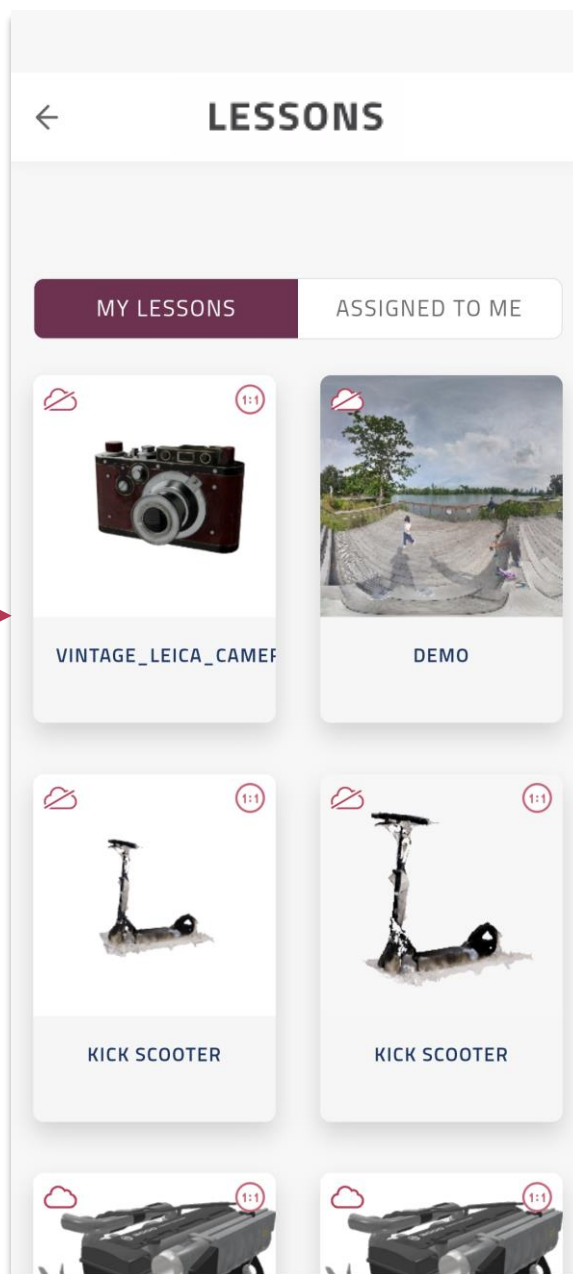 LESSONS
MY LESSONS
ASSIGNED TO ME
1:1
VINTAGE_LEICA_CAMER
DEMO
1:1
1:1
KICK SCOOTER
KICK SCOOTER
1:1
1:1